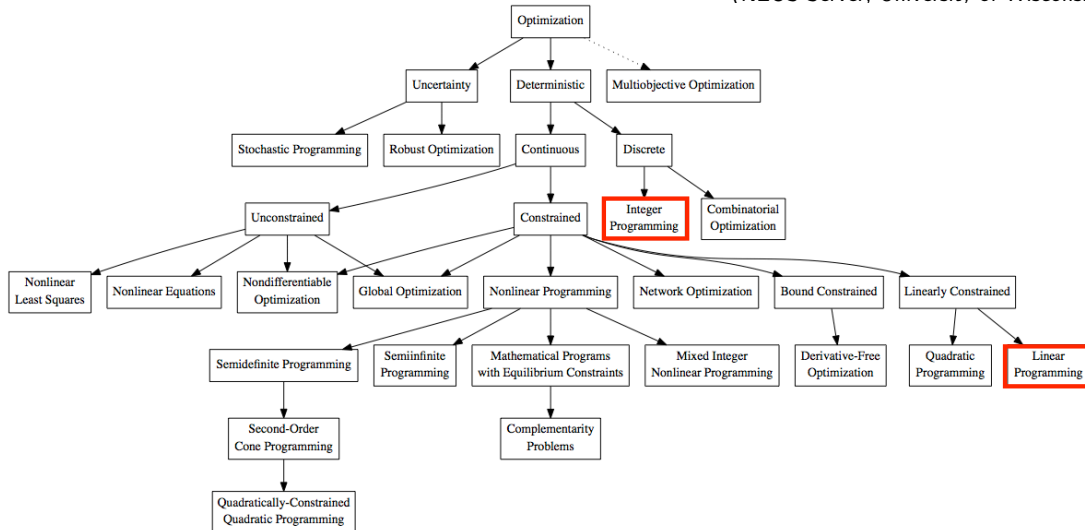 Optimization
Uncertainty
Deterministic
Multiobjective Optimization
Stochastic Programming
Robust Optimization
Continuous
Discrete
Unconstrained
Constrained
Integer
Programming
Combinatorial
Optimization
Nonlinear
Least Squares
Nonlinear Equations
Nondifferentiable
Optimization
Global Optimization
Nonlinear Programming
Network Optimization
Bound Constrained
Linearly Constrained
Semidefinite Programming
Semiinfinite
Programming
Mathematical Programs
with Equilibrium Constraints
Mixed Integer
Nonlinear Programming
Derivative-Free
Optimization
Quadratic
Programming
Linear
Programming
Second-Order
Cone Programming
Complementarity
Problems
Quadratically-Constrained
Quadratic Programming